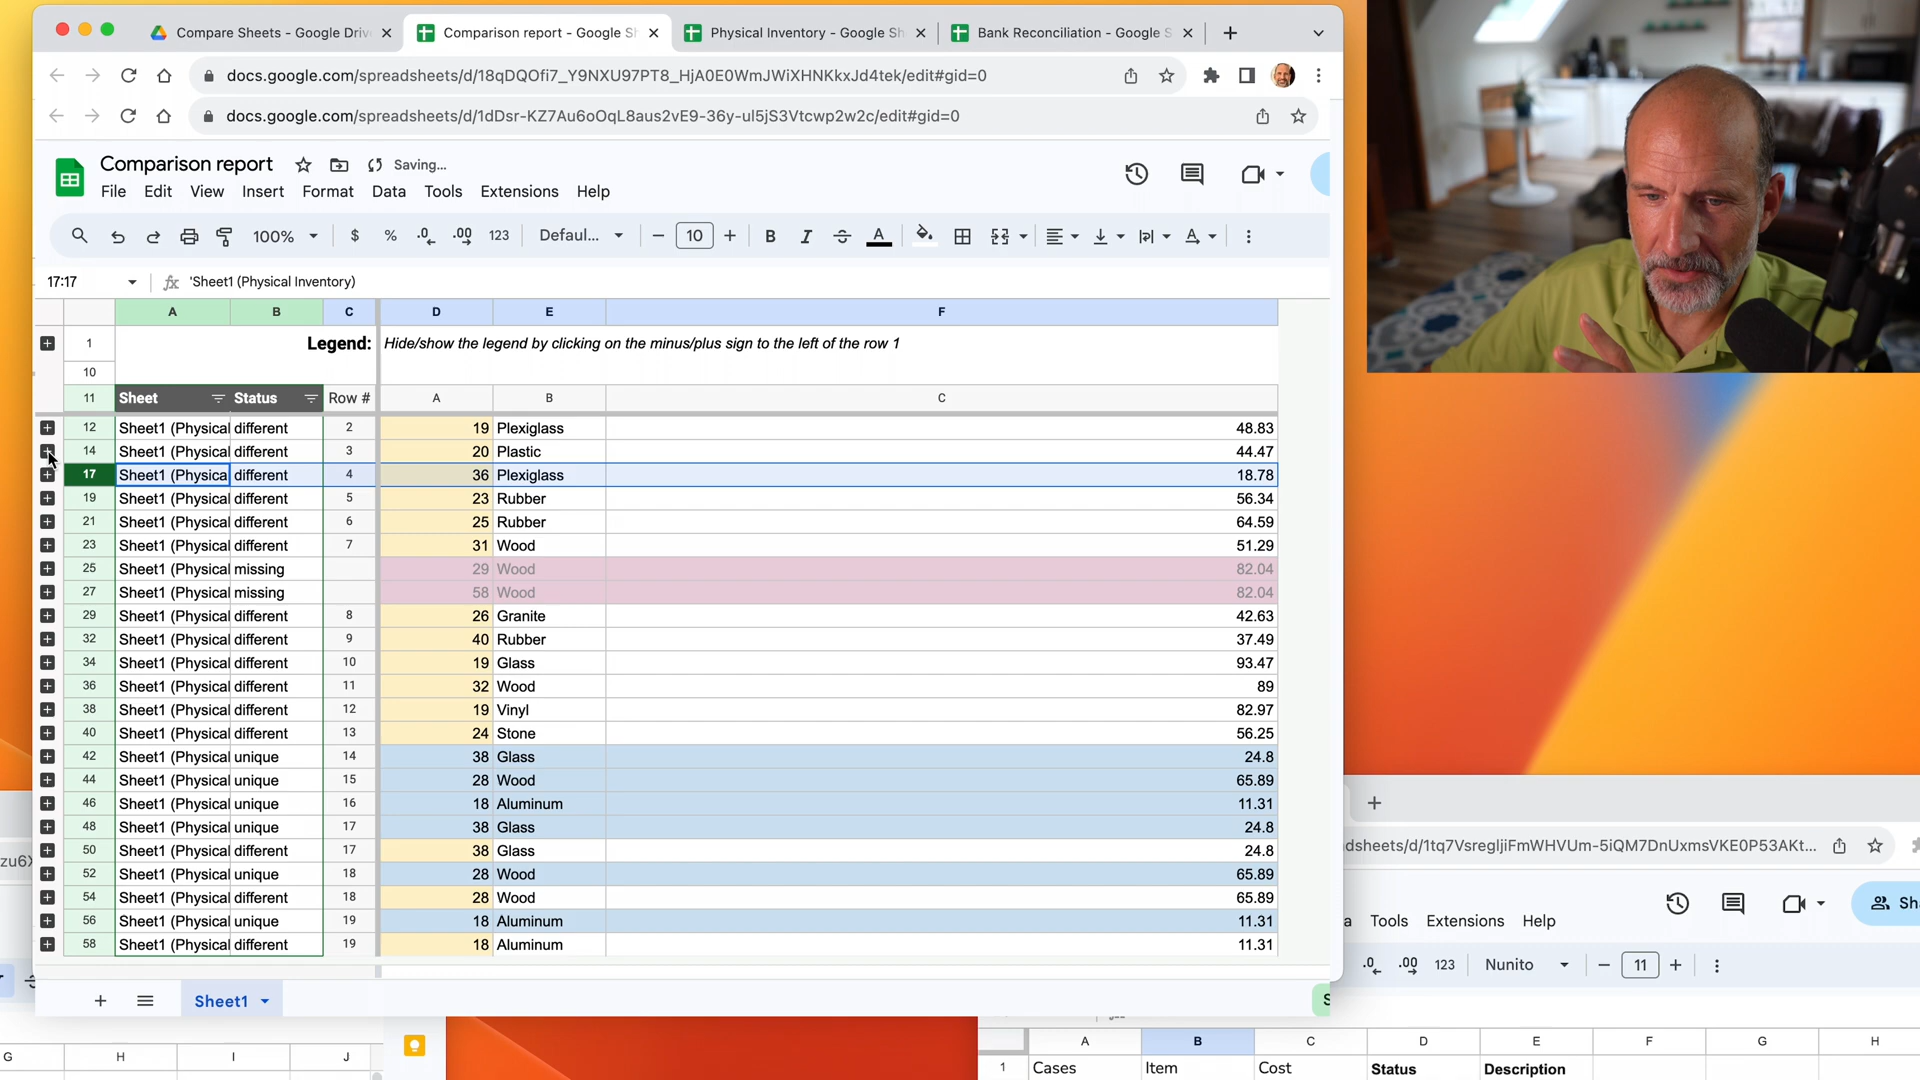 Compare Sheets - Google Driv
Comparison report - Google Sh
Physical Inventory - Google Sh
Bank Reconciliation - Google S
docs.google.com/spreadsheets/d/18qDQOfi7_Y9NXU97PT8_HjA0E0WmJWiXHNKkxJd4tek/edit#gid=0
docs.google.com/spreadsheets/d/1dDsr-KZ7Au6oOqL8aus2vE9-36y-ul5jS3Vtcwp2w2c/edit#gid=0
Comparison report Saving...
File Edit View Insert Format Data Tools Extensions Help
100% $ % .0 .00 123 Defaul... 10 B I A
17:17 fx 'Sheet1 (Physical Inventory)
A B C D E F
1 Legend: Hide/show the legend by clicking on the minus/plus sign to the left of the row 1
10
11 Sheet Status Row # A B C
12 Sheet1 (Physical different 2 19 Plexiglass 48.83
14 Sheet1 (Physical different 3 20 Plastic 44.47
17 Sheet1 (Physical different 4 36 Plexiglass 18.78
19 Sheet1 (Physical different 5 23 Rubber 56.34
21 Sheet1 (Physical different 6 25 Rubber 64.59
23 Sheet1 (Physical different 7 31 Wood 51.29
25 Sheet1 (Physical missing 29 Wood 82.04
27 Sheet1 (Physical missing 58 Wood 82.04
29 Sheet1 (Physical different 8 26 Granite 42.63
32 Sheet1 (Physical different 9 40 Rubber 37.49
34 Sheet1 (Physical different 10 19 Glass 93.47
36 Sheet1 (Physical different 11 32 Wood 89
38 Sheet1 (Physical different 12 19 Vinyl 82.97
40 Sheet1 (Physical different 13 24 Stone 56.25
42 Sheet1 (Physical unique 14 38 Glass 24.8
44 Sheet1 (Physical unique 15 28 Wood 65.89
46 Sheet1 (Physical unique 16 18 Aluminum 11.31
48 Sheet1 (Physical unique 17 38 Glass 24.8
50 Sheet1 (Physical different 17 38 Glass 24.8
52 Sheet1 (Physical unique 18 28 Wood 65.89
54 Sheet1 (Physical different 18 28 Wood 65.89
56 Sheet1 (Physical unique 19 18 Aluminum 11.31
58 Sheet1 (Physical different 19 18 Aluminum 11.31
Sheet1
G H I J
zu6X
dsheets/d/1tq7VsregljiFmWHVUm-5iQM7DnUxmsVKE0P53AKt...
Sha
a Tools Extensions Help
.0 .00 123 Nunito 11
A B C D E F G H
1 Cases Item Cost Status Description